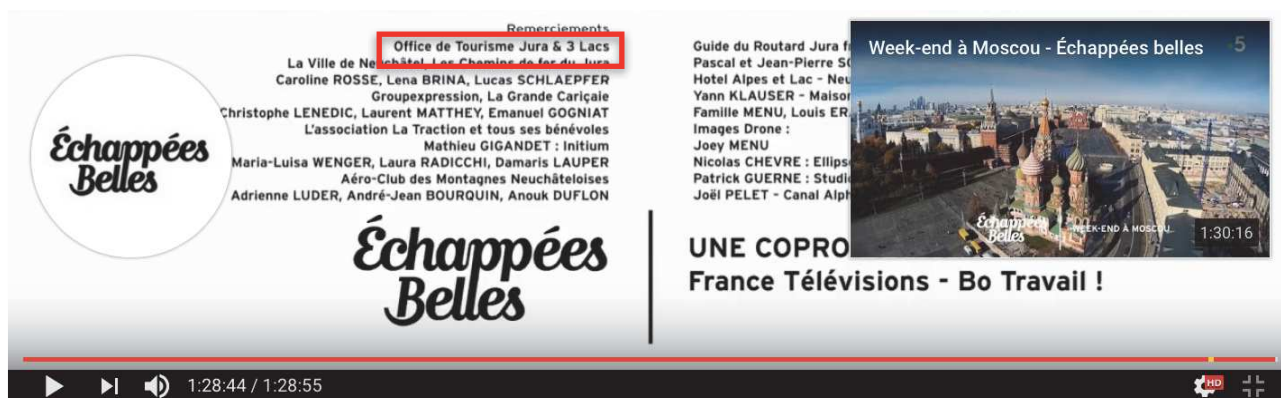 Remerciements
Office de Tourisme Jura & 3 Lacs
La Ville de Neuchâtel, Les Chemins de fer du Jura
Caroline ROSSE, Lena BRINA, Lucas SCHLAEPFER
Groupexpression, La Grande Cariçaie
Christophe LENEDIC, Laurent MATTHEY, Emanuel GOGNIAT
L'association La Traction et tous ses bénévoles
Mathieu GIGANDET : Initium
Maria-Luisa WENGER, Laura RADICCHI, Damaris LAUPER
Aéro-Club des Montagnes Neuchâteloises
Adrienne LUDER, André-Jean BOURQUIN, Anouk DUFLON
Échappées
Belles
Échappées
Belles
Guide du Routard Jura
Pascal et Jean-Pierre
Hotel Alpes et Lac -
Yann KLAUSER -
Famille MENU, Louis
Images Drone :
Joey MENU
Nicolas CHEVRE :
Patrick GUERNE :
Joël PELET - Canal
UNE COPRO
France Télévisions - Bo Travail !
Week-end à Moscou - Échappées belles
5
Échappées
Belles
WEEK-END À MOSCOU
1:30:16
1:28:44 / 1:28:55
HD